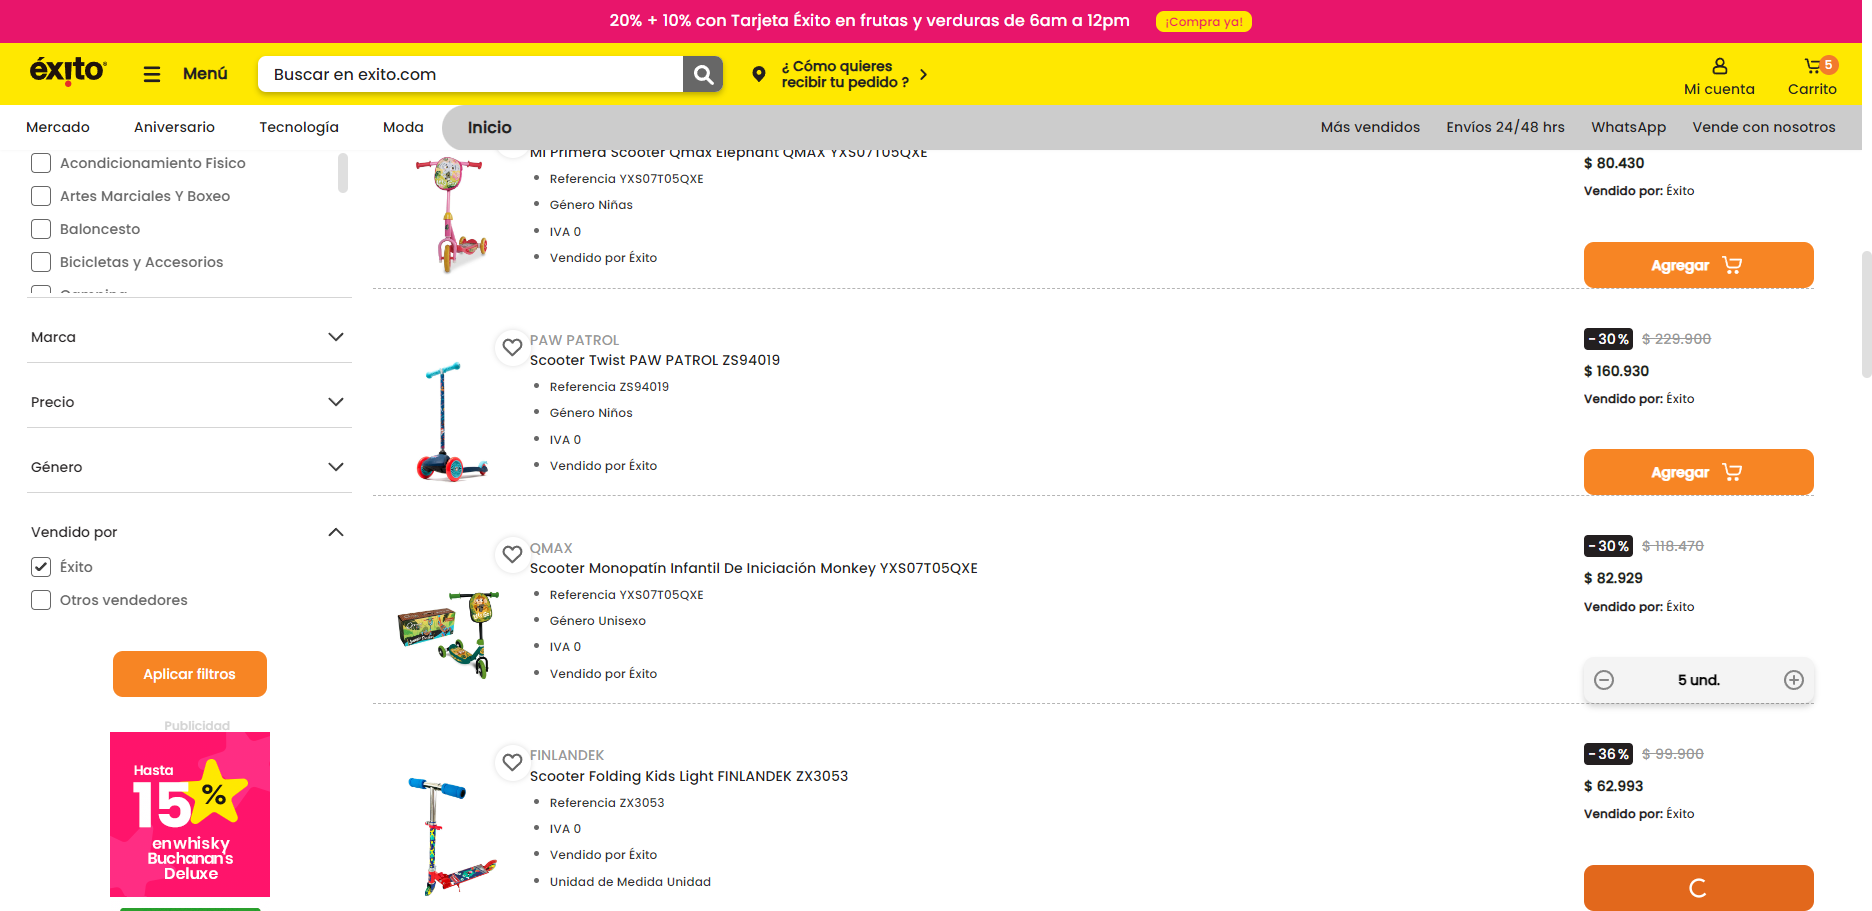 20% + 10% con Tarjeta Éxito en frutas y verduras de 6am a 12pm
¡Compra ya!
éxito
Menú
Buscar en exito.com
¿ Cómo quieres
recibir tu pedido ?
Mi cuenta
5
Carrito
Mercado
Aniversario
Tecnología
Moda
Inicio
Más vendidos
Envíos 24/48 hrs
WhatsApp
Vende con nosotros
Acondicionamiento Fisico
Artes Marciales Y Boxeo
Baloncesto
Bicicletas y Accesorios
Camping
Marca
Precio
Género
Vendido por
Éxito
Otros vendedores
Aplicar filtros
Publicidad
Hasta
15%
en whisky
Buchanan's
Deluxe
Mi Primera Scooter Qmax Elephant QMAX YXS07T05QXE
Referencia YXS07T05QXE
Género Niñas
IVA 0
Vendido por Éxito
$ 80.430
Vendido por: Éxito
Agregar
PAW PATROL
Scooter Twist PAW PATROL ZS94019
Referencia ZS94019
Género Niños
IVA 0
Vendido por Éxito
-30%
$ 229.900
$ 160.930
Vendido por: Éxito
Agregar
QMAX
Scooter Monopatín Infantil De Iniciación Monkey YXS07T05QXE
Referencia YXS07T05QXE
Género Unisexo
IVA 0
Vendido por Éxito
-30%
$ 118.470
$ 82.929
Vendido por: Éxito
5 und.
FINLANDEK
Scooter Folding Kids Light FINLANDEK ZX3053
Referencia ZX3053
IVA 0
Vendido por Éxito
Unidad de Medida Unidad
-36%
$ 99.900
$ 62.993
Vendido por: Éxito